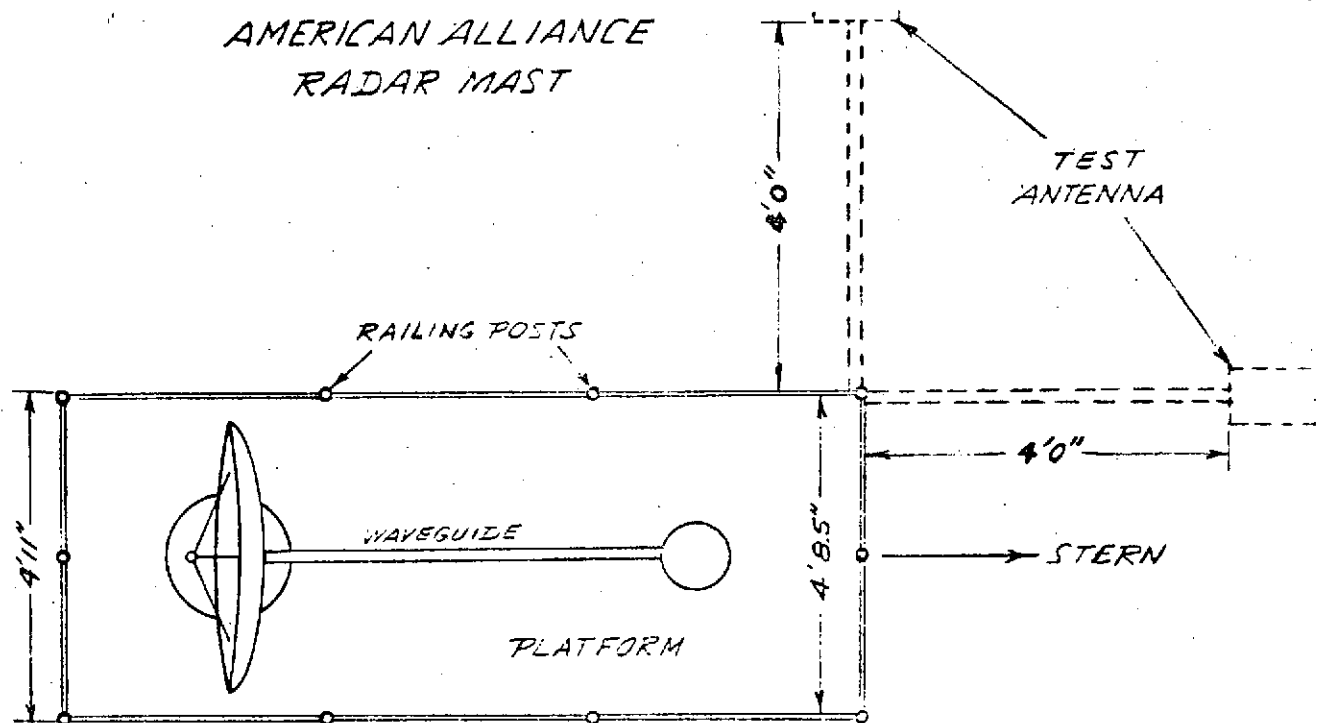 AMERICAN ALLIANCE
RADAR MAST
TEST
ANTENNA
4'0"
RAILING POSTS
4'0"
4'11"
WAVEGUIDE
4'8.5"
STERN
PLATFORM